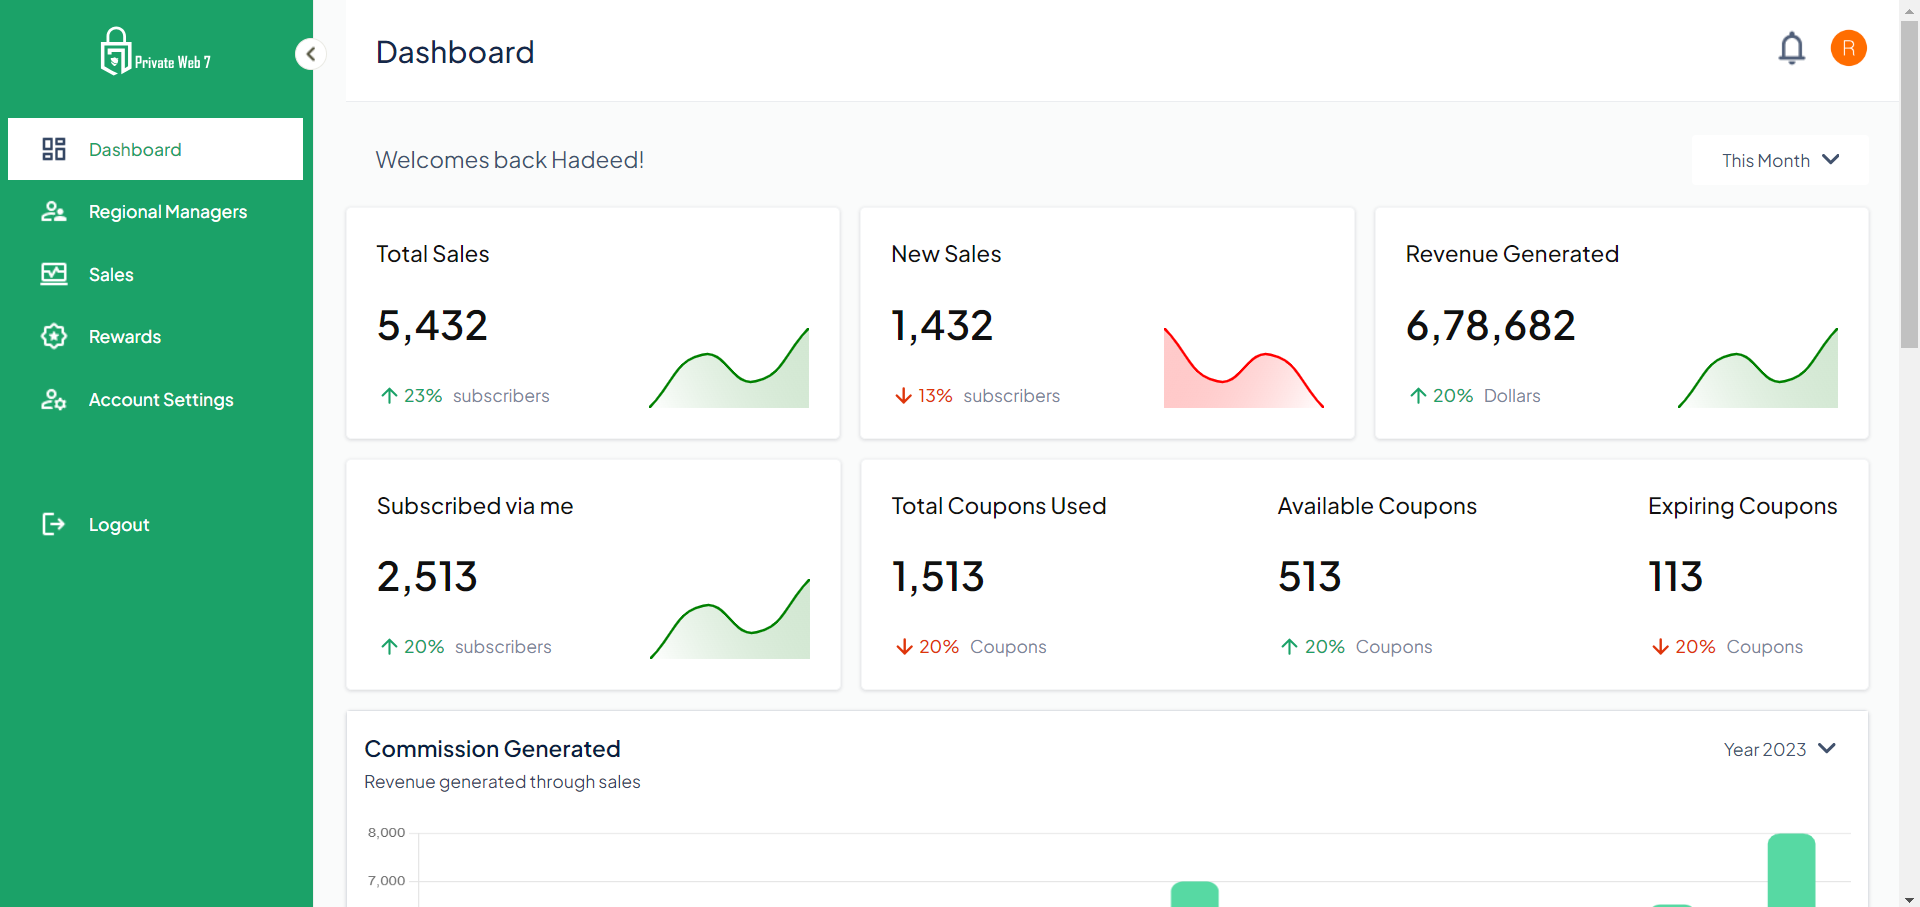 Private Web 7
Dashboard
R
Dashboard
Regional Managers
Sales
Rewards
Account Settings
Logout
Welcomes back Hadeed!
This Month
Total Sales
5,432
23% subscribers
New Sales
1,432
13% subscribers
Revenue Generated
6,78,682
20% Dollars
Subscribed via me
2,513
20% subscribers
Total Coupons Used
1,513
20% Coupons
Available Coupons
513
20% Coupons
Expiring Coupons
113
20% Coupons
Commission Generated
Year 2023
Revenue generated through sales
8,000
7,000